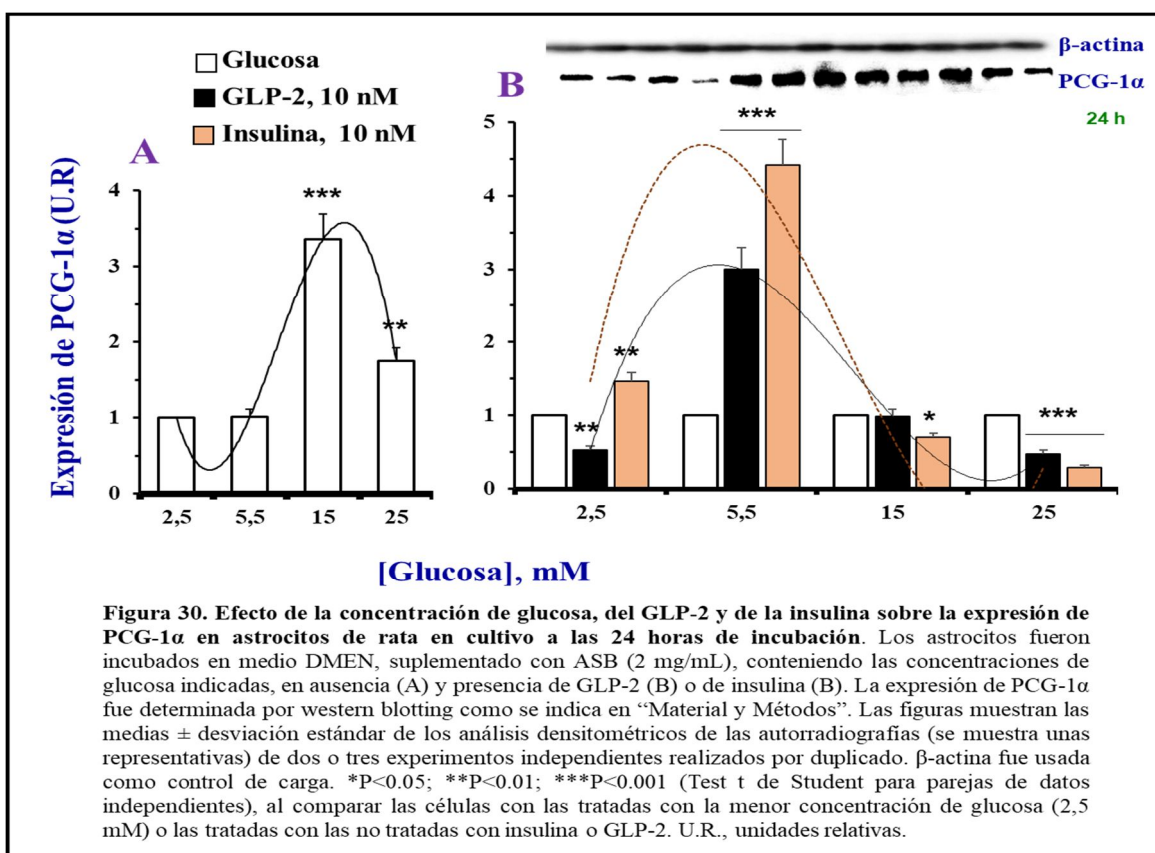 Glucosa
GLP-2, 10 nM
Insulina, 10 nM
A
B
β-actina
PCG-1α
24 h
Expresión de PCG-1α (U.R)
4
3
2
1
0
***
**
2,5
5,5
15
25
5
4
3
2
1
0
**
**
***
*
***
2,5
5,5
15
25
[Glucosa], mM
Figura 30. Efecto de la concentración de glucosa, del GLP-2 y de la insulina sobre la expresión de
PCG-1α en astrocitos de rata en cultivo a las 24 horas de incubación. Los astrocitos fueron
incubados en medio DMEN, suplementado con ASB (2 mg/mL), conteniendo las concentraciones de
glucosa indicadas, en ausencia (A) y presencia de GLP-2 (B) o de insulina (B). La expresión de PCG-1α
fue determinada por western blotting como se indica en “Material y Métodos”. Las figuras muestran las
medias ± desviación estándar de los análisis densitométricos de las autorradiografías (se muestra unas
representativas) de dos o tres experimentos independientes realizados por duplicado. β-actina fue usada
como control de carga. *P<0.05; **P<0.01; ***P<0.001 (Test t de Student para parejas de datos
independientes), al comparar las células con las tratadas con la menor concentración de glucosa (2,5
mM) o las tratadas con las no tratadas con insulina o GLP-2. U.R., unidades relativas.